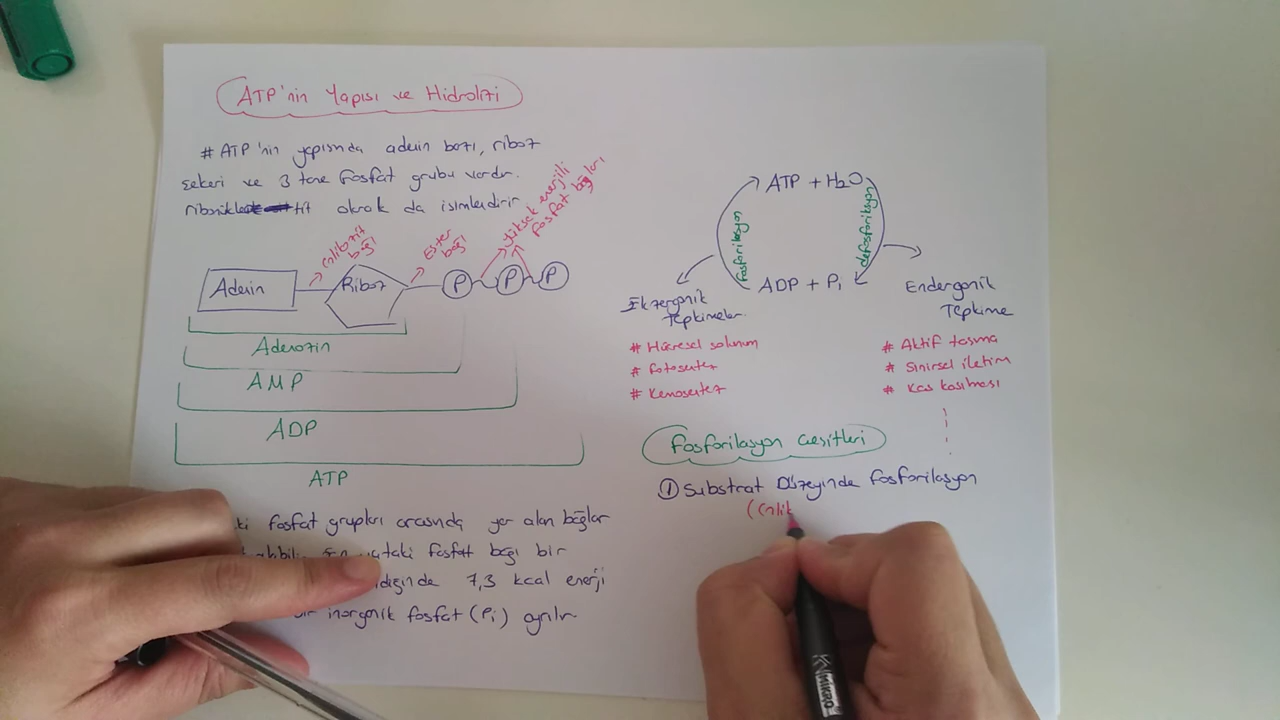 ATP'nin Yapısı ve Hidrolizi
# ATP'nin yapısında adenin bazı, riboz
şekeri ve 3 tane fosfat grubu vardır.
olarak da isimlendirir
Glikozit
bağı
Ester
bağı
Yüksek enerjili
fosfat bağları
Adenin
Riboz
P
P
P
Adenozin
AMP
ADP
ATP
fosfat grupları arasında yer alan bağlar
fosfat bağı bir
7,3 kcal enerji
bir inorganik fosfat (Pi) ayrılır
ATP + H2O
fosforilasyon
defosforilasyon
ADP + Pi
Ekzergonik
Tepkimeler
# Hücresel solunum
# Fotosentez
# Kemosentez
Endergonik
Tepkime
# Aktif taşıma
# Sinirsel iletim
# Kas kasılması
Fosforilasyon Çeşitleri
① Substrat Düzeyinde Fosforilasyon